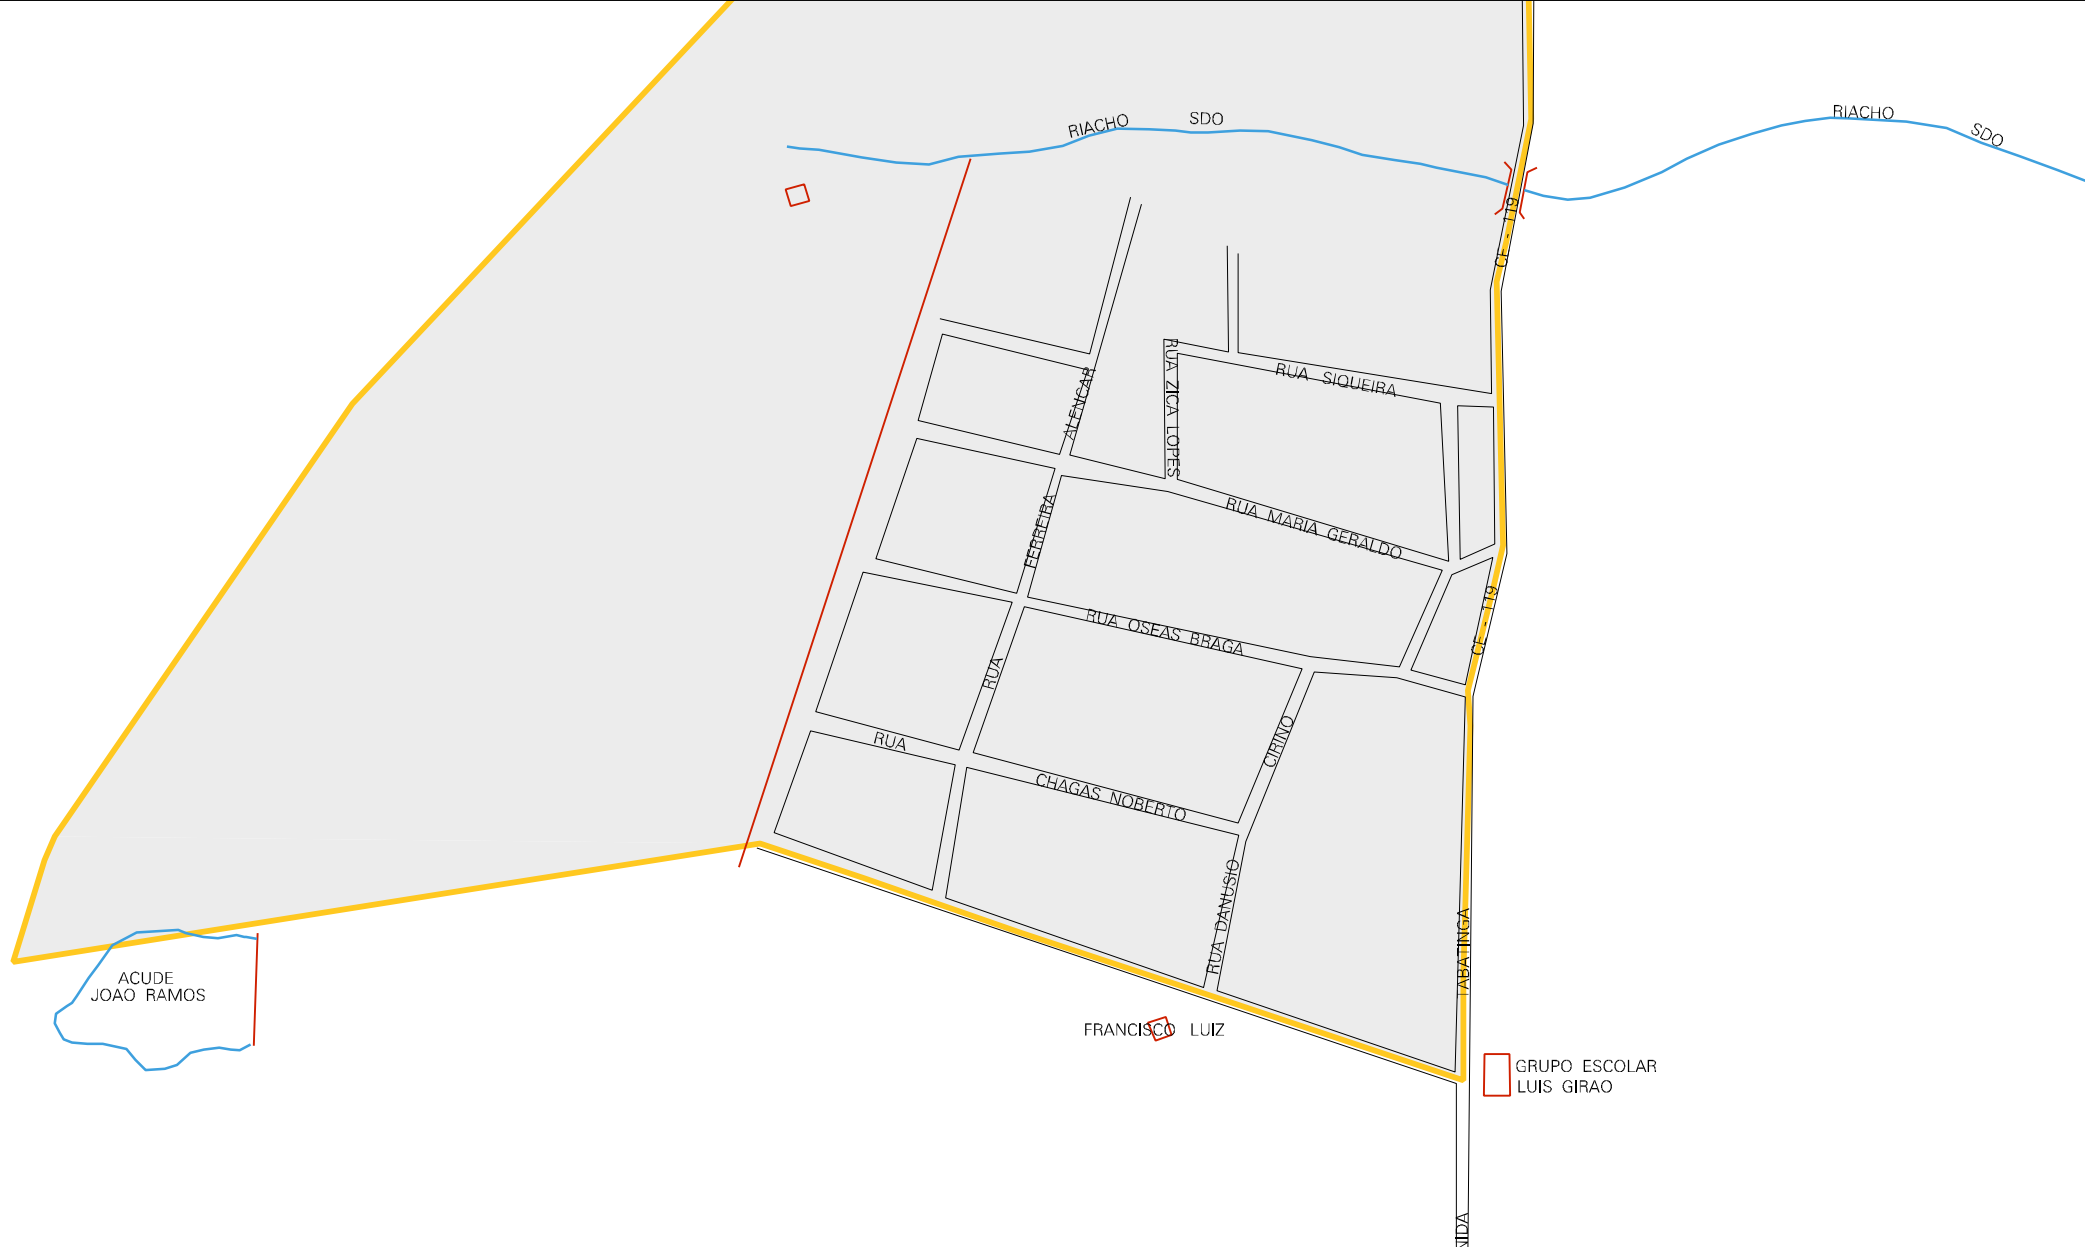 RIACHO SDO
RIACHO SDO
CE - 119
RUA SIQUEIRA
RUA ZICA LOPES
RUA FERREIRA ALENCAR
RUA MARIA GERALDO
CE - 119
RUA OSEAS BRAGA
RUA CHAGAS NOBERTO
RUA DANUSIO CIRINO
TABATINGA
ACUDE
JOAO RAMOS
FRANCISCO LUIZ
GRUPO ESCOLAR
LUIS GIRAO